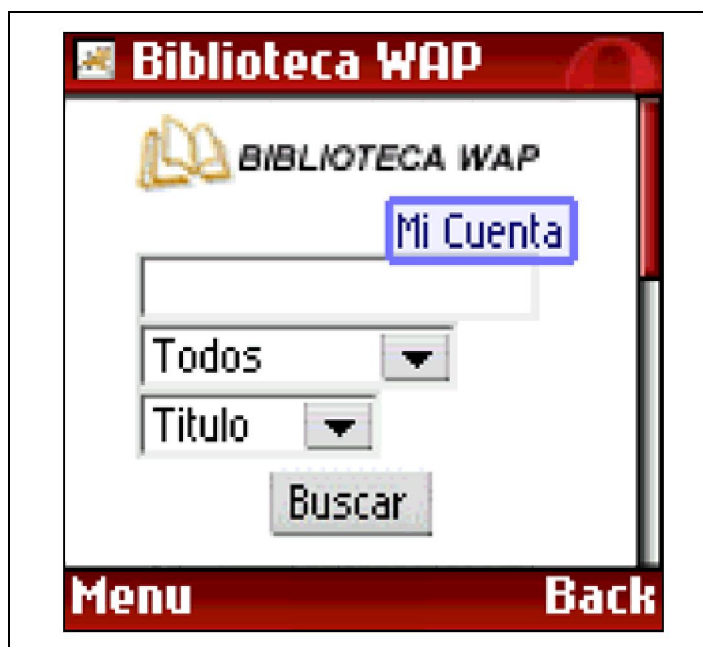 Biblioteca WAP
BIBLIOTECA WAP
Mi Cuenta
Todos
Titulo
Buscar
Menu Back